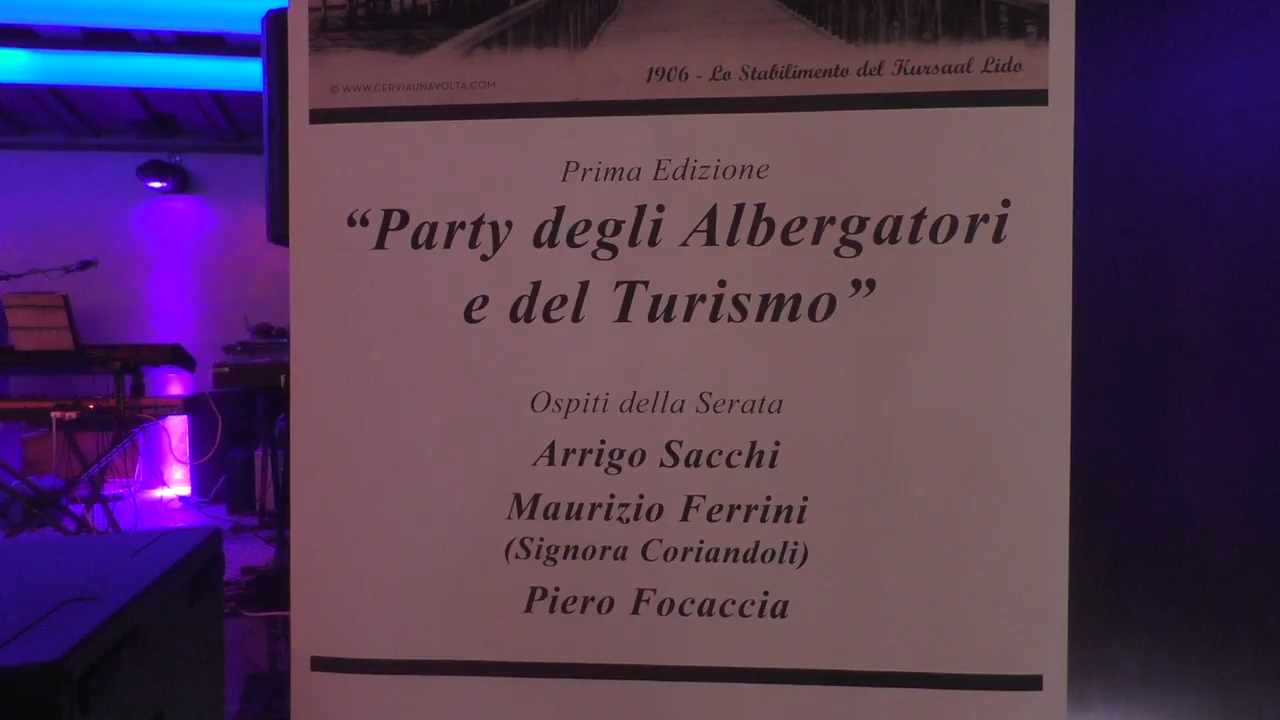 © WWW.CERVIAUNAVOLTA.COM
1906 - Lo Stabilimento del Kursaal Lido
Prima Edizione
“Party degli Albergatori
e del Turismo”
Ospiti della Serata
Arrigo Sacchi
Maurizio Ferrini
(Signora Coriandoli)
Piero Focaccia